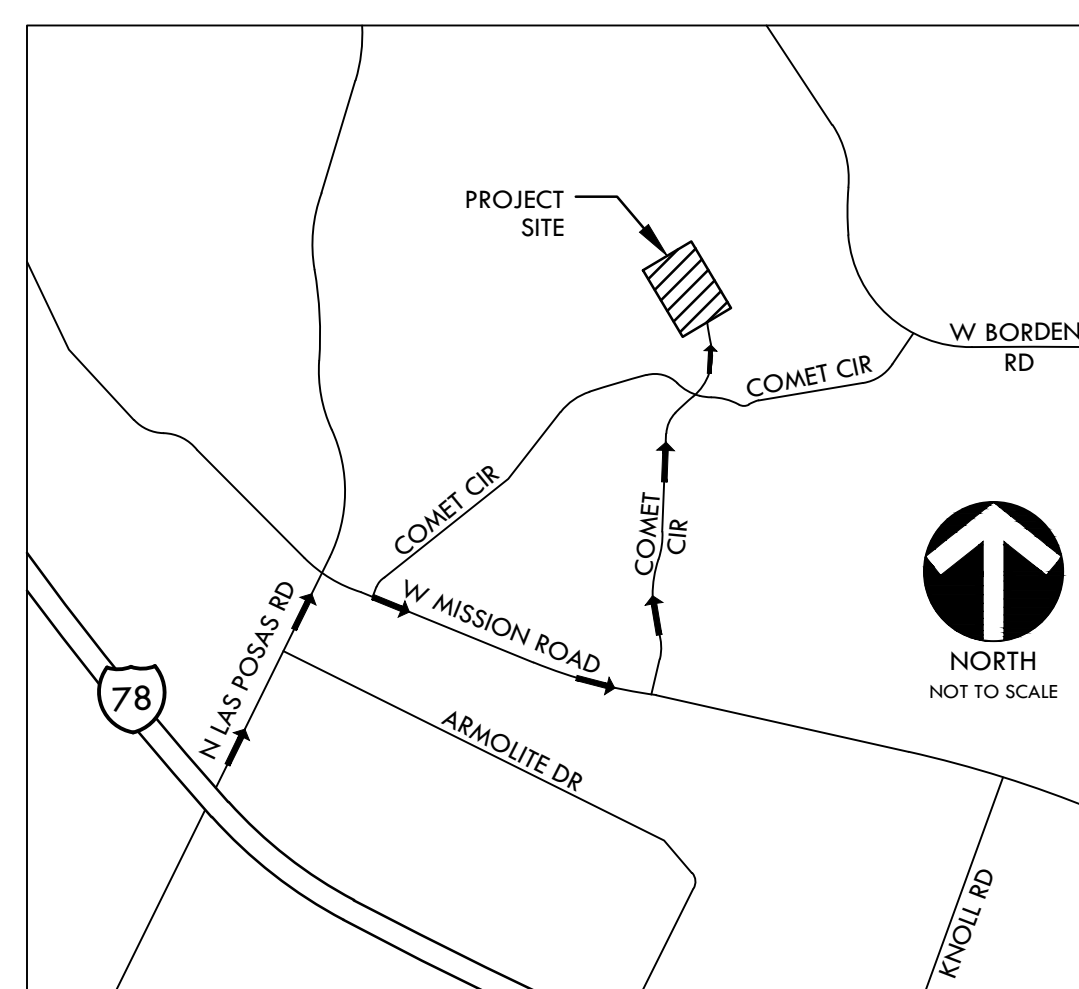 PROJECT
SITE
W BORDEN
RD
COMET CIR
COMET CIR
COMET
CIR
W MISSION ROAD
N LAS POSAS RD
78
ARMOLITE DR
NORTH
NOT TO SCALE
KNOLL RD